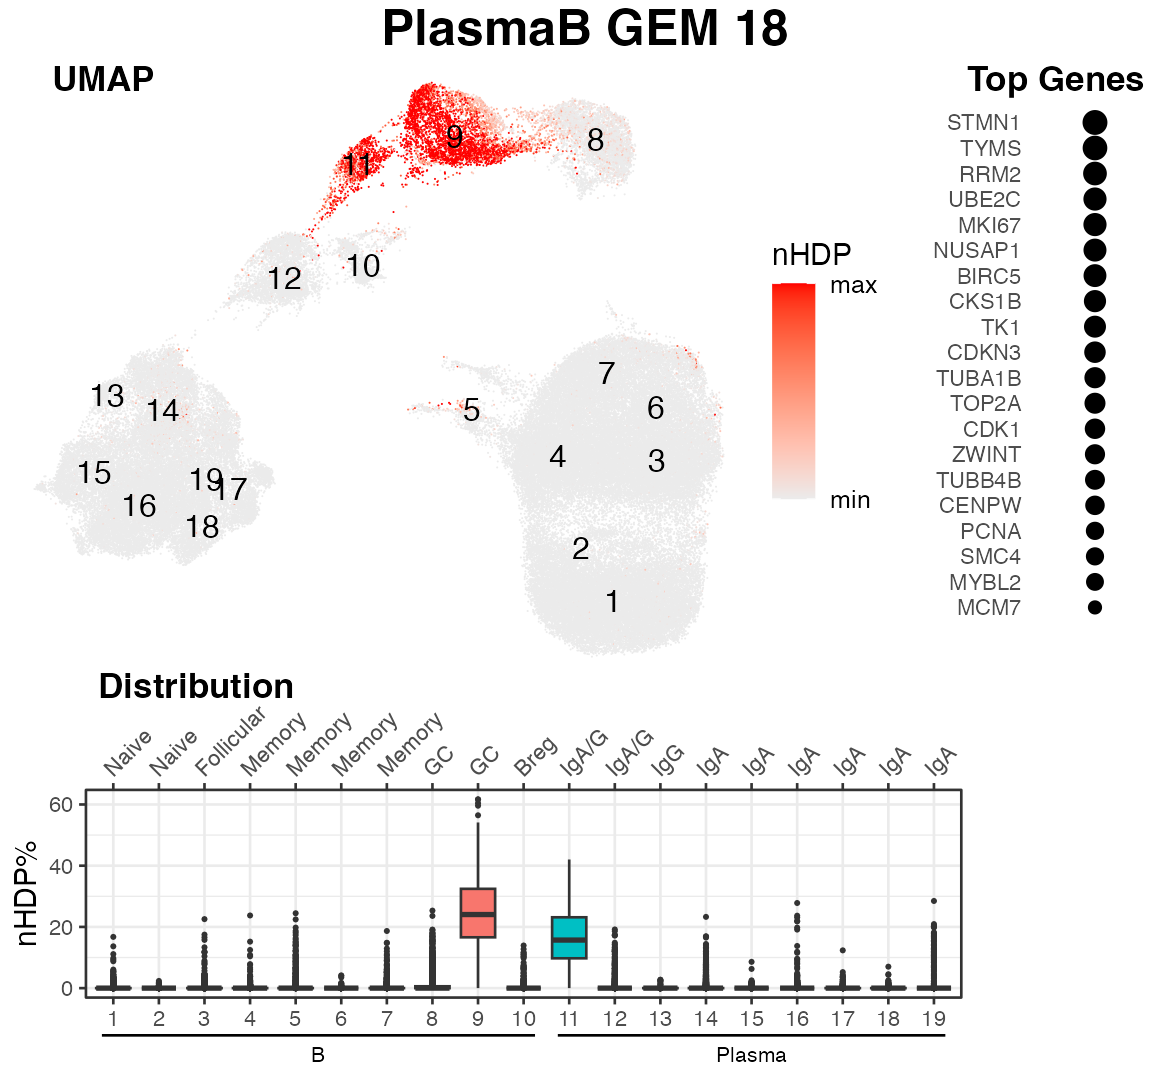 PlasmaB GEM 18
UMAP
Top Genes
9
8
11
12
10
7
13
14
5
6
4
3
15
19
17
16
18
2
1
nHDP
max
min
STMN1
TYMS
RRM2
UBE2C
MKI67
NUSAP1
BIRC5
CKS1B
TK1
CDKN3
TUBA1B
TOP2A
CDK1
ZWINT
TUBB4B
CENPW
PCNA
SMC4
MYBL2
MCM7
Distribution
Naive Naive Follicular Memory Memory Memory Memory GC GC Breg IgA/G IgA/G IgG IgA IgA IgA IgA IgA IgA
nHDP%
60
40
20
0
1 2 3 4 5 6 7 8 9 10 11 12 13 14 15 16 17 18 19
B Plasma